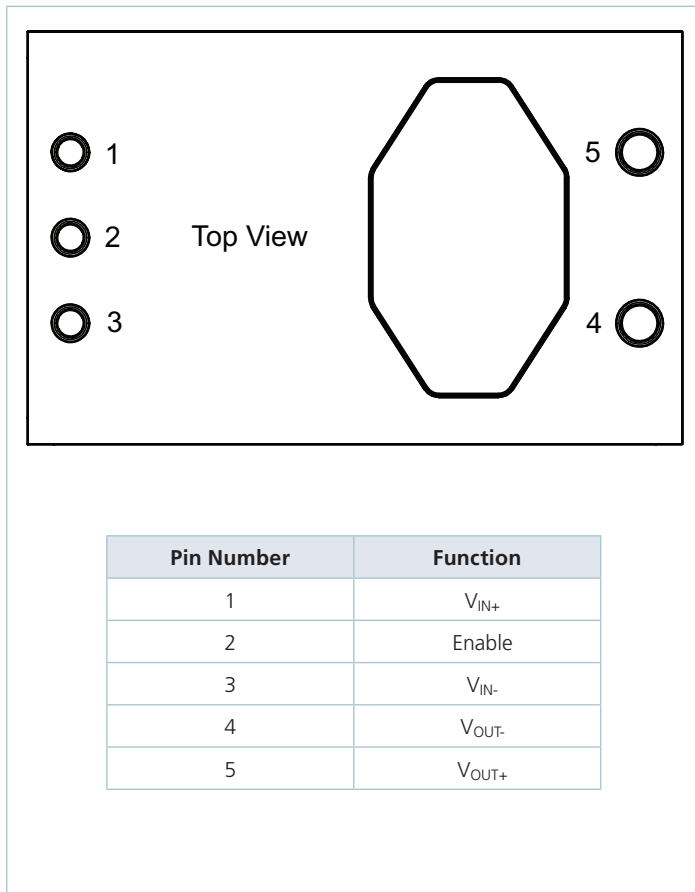 1
5
2
Top View
3
4
Pin Number Function
1 VIN+
2 Enable
3 VIN-
4 VOUT-
5 VOUT+